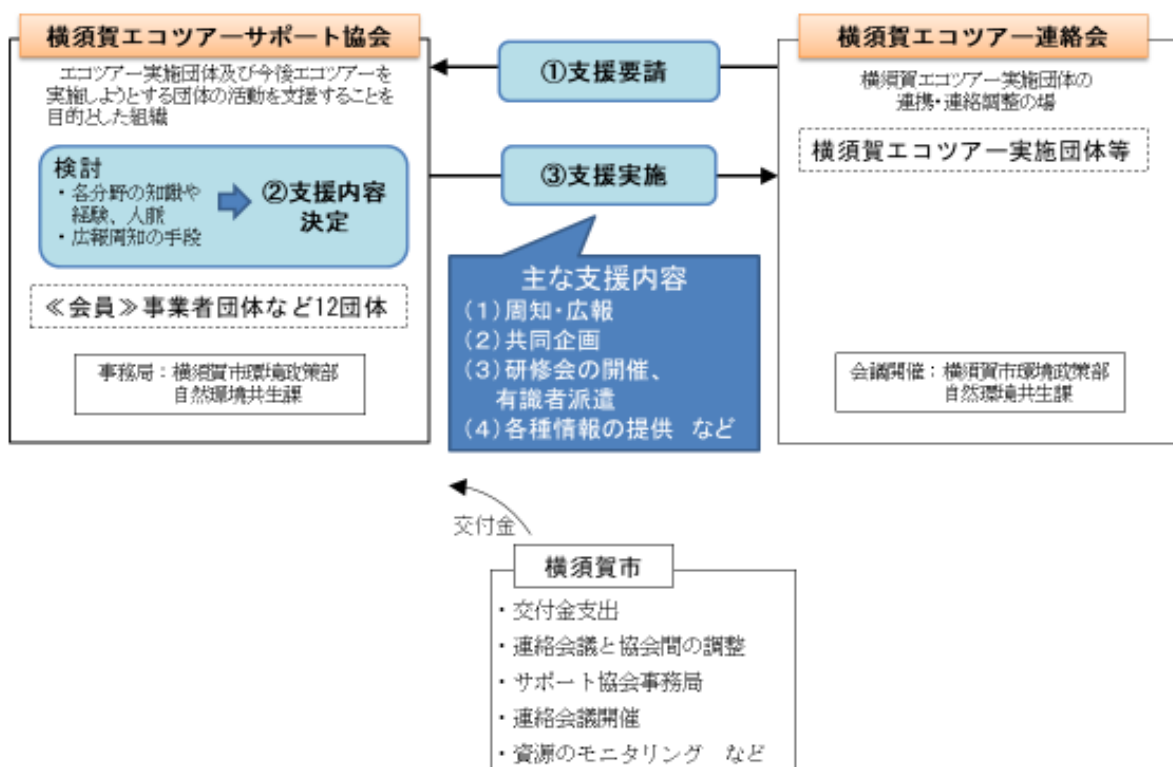 横須賀エコツアーサポート協会
エコツアー実施団体及び今後エコツアーを
実施しようとする団体の活動を支援することを
目的とした組織
検討
・各分野の知識や
経験、人脈
・広報周知の手段
②支援内容
決定
≪会員≫事業者団体など12団体
事務局：横須賀市環境政策部
自然環境共生課
①支援要請
③支援実施
主な支援内容
(1)周知・広報
(2)共同企画
(3)研修会の開催、
有識者派遣
(4)各種情報の提供　など
横須賀エコツアー連絡会
横須賀エコツアー実施団体の
連携・連絡調整の場
横須賀エコツアー実施団体等
会議開催：横須賀市環境政策部
自然環境共生課
交付金
横須賀市
・交付金支出
・連絡会議と協会間の調整
・サポート協会事務局
・連絡会議開催
・資源のモニタリング　など